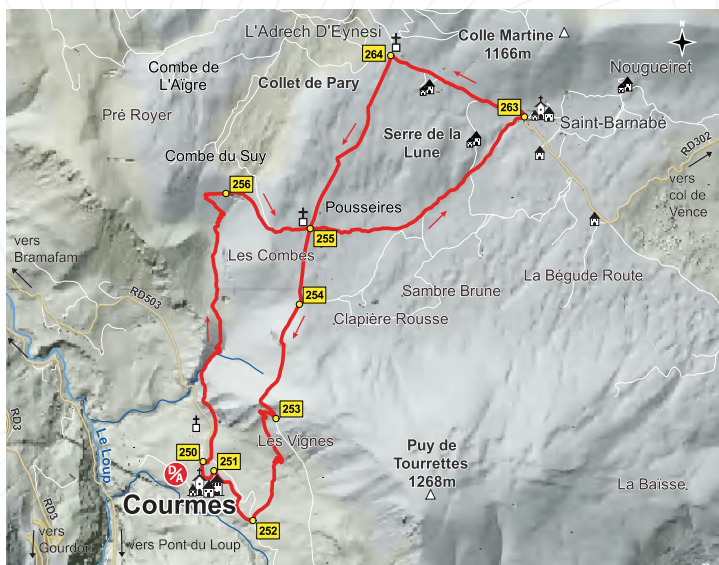 L'Adrech D'Eynesi
Colle Martine
1166m
N
264
Combe de
L'Aïgre
Collet de Pary
Nougueiret
Pré Royer
263
Saint-Barnabé
Serre de la
Lune
RD302
Combe du Suy
vers
col de
Vence
256
Pousseires
255
vers
Bramafam
Les Combes
La Bégude Route
RD503
254
Sambre Brune
Clapière Rousse
253
RD3
Le Loup
Les Vignes
250
251
Puy de
Tourrettes
1268m
D/A
La Baïsse
Courmes
RD3
252
vers
Gourdon
vers Pont du Loup